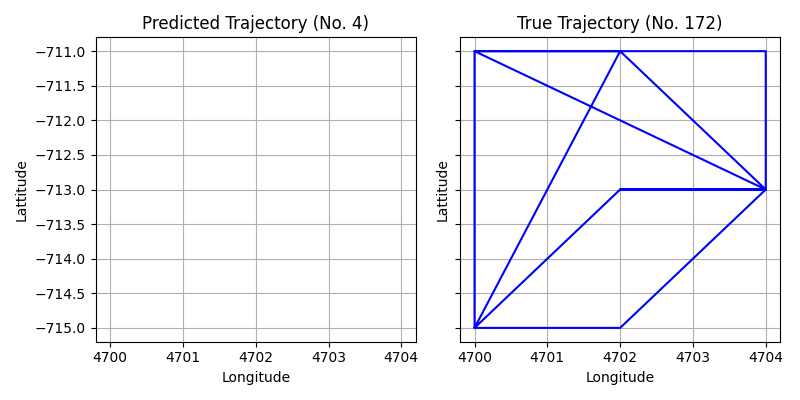 Predicted Trajectory (No. 4)
True Trajectory (No. 172)
−711.0
−711.5
−712.0
−712.5
−713.0
−713.5
−714.0
−714.5
−715.0
Lattitude
Lattitude
4700 4701 4702 4703 4704
4700 4701 4702 4703 4704
Longitude
Longitude